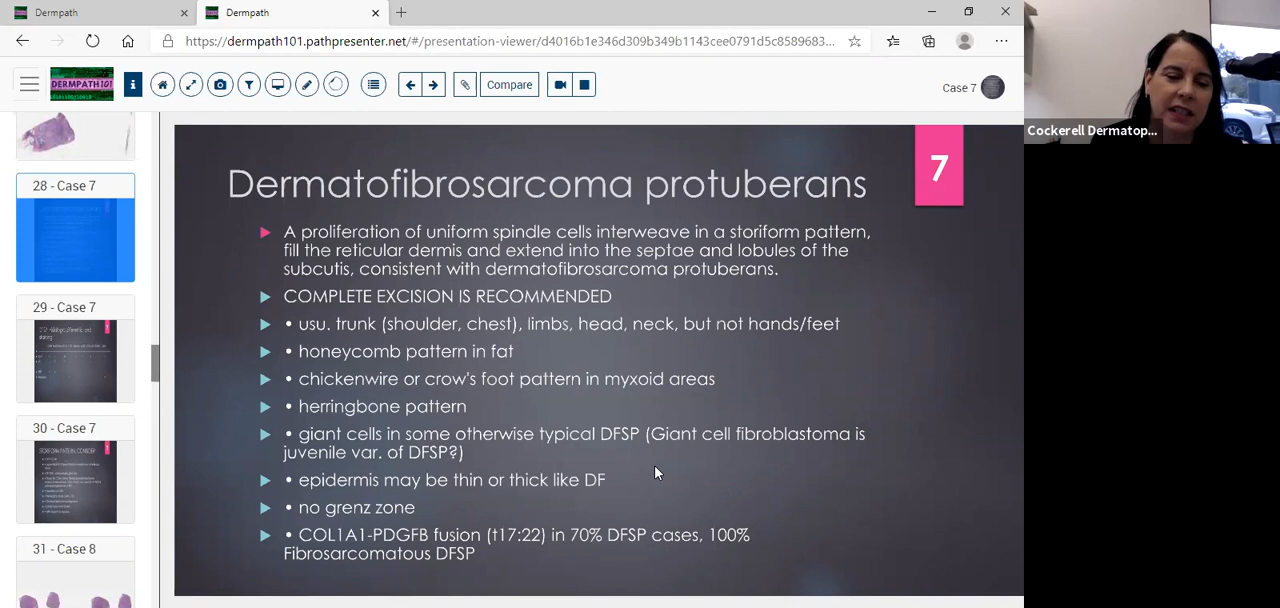 Dermpath
Dermpath
https://dermpath101.pathpresenter.net/#/presentation-viewer/d4016b1e346d309b349b1143cee0791d5c8589683...
DERMPATH 101
Compare
Case 7
Cockerell Dermatop...
28 - Case 7
29 - Case 7
30 - Case 7
31 - Case 8
7
Dermatofibrosarcoma protuberans
A proliferation of uniform spindle cells interweave in a storiform pattern,
fill the reticular dermis and extend into the septae and lobules of the
subcutis, consistent with dermatofibrosarcoma protuberans.
COMPLETE EXCISION IS RECOMMENDED
• usu. trunk (shoulder, chest), limbs, head, neck, but not hands/feet
• honeycomb pattern in fat
• chickenwire or crow's foot pattern in myxoid areas
• herringbone pattern
• giant cells in some otherwise typical DFSP (Giant cell fibroblastoma is
juvenile var. of DFSP?)
• epidermis may be thin or thick like DF
• no grenz zone
• COL1A1-PDGFB fusion (t17:22) in 70% DFSP cases, 100%
Fibrosarcomatous DFSP